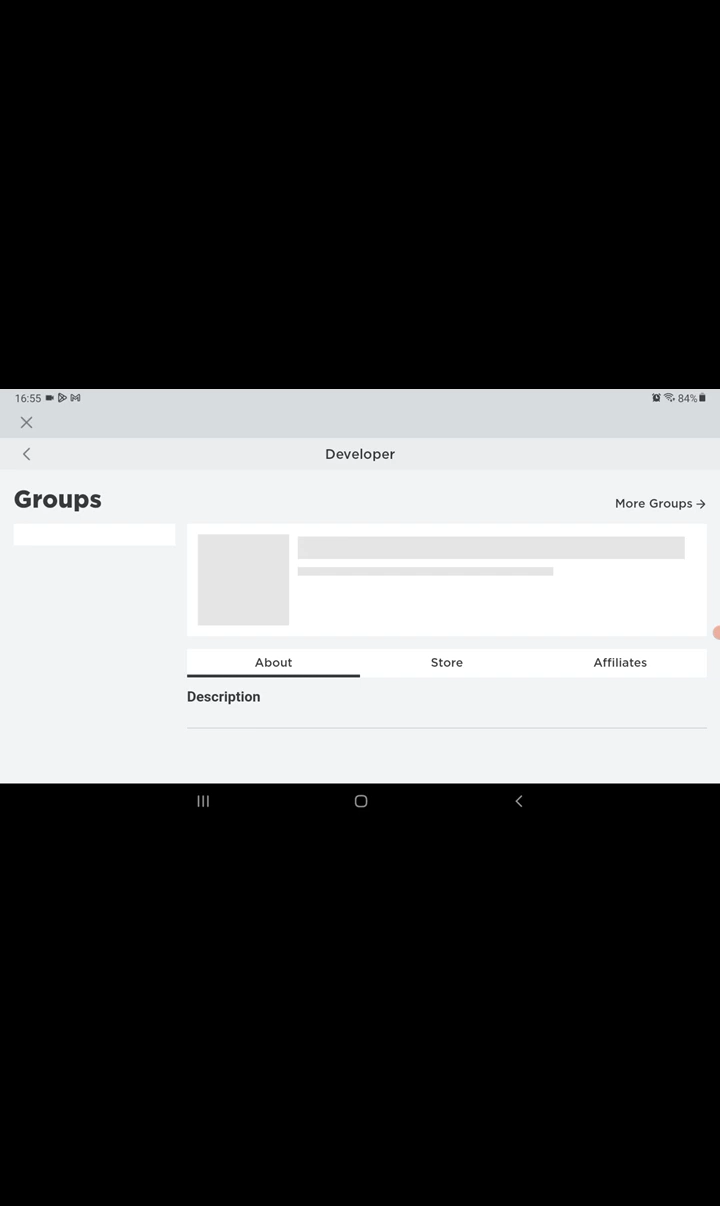 16:55
84%
Developer
Groups
More Groups
About
Store
Affiliates
Description